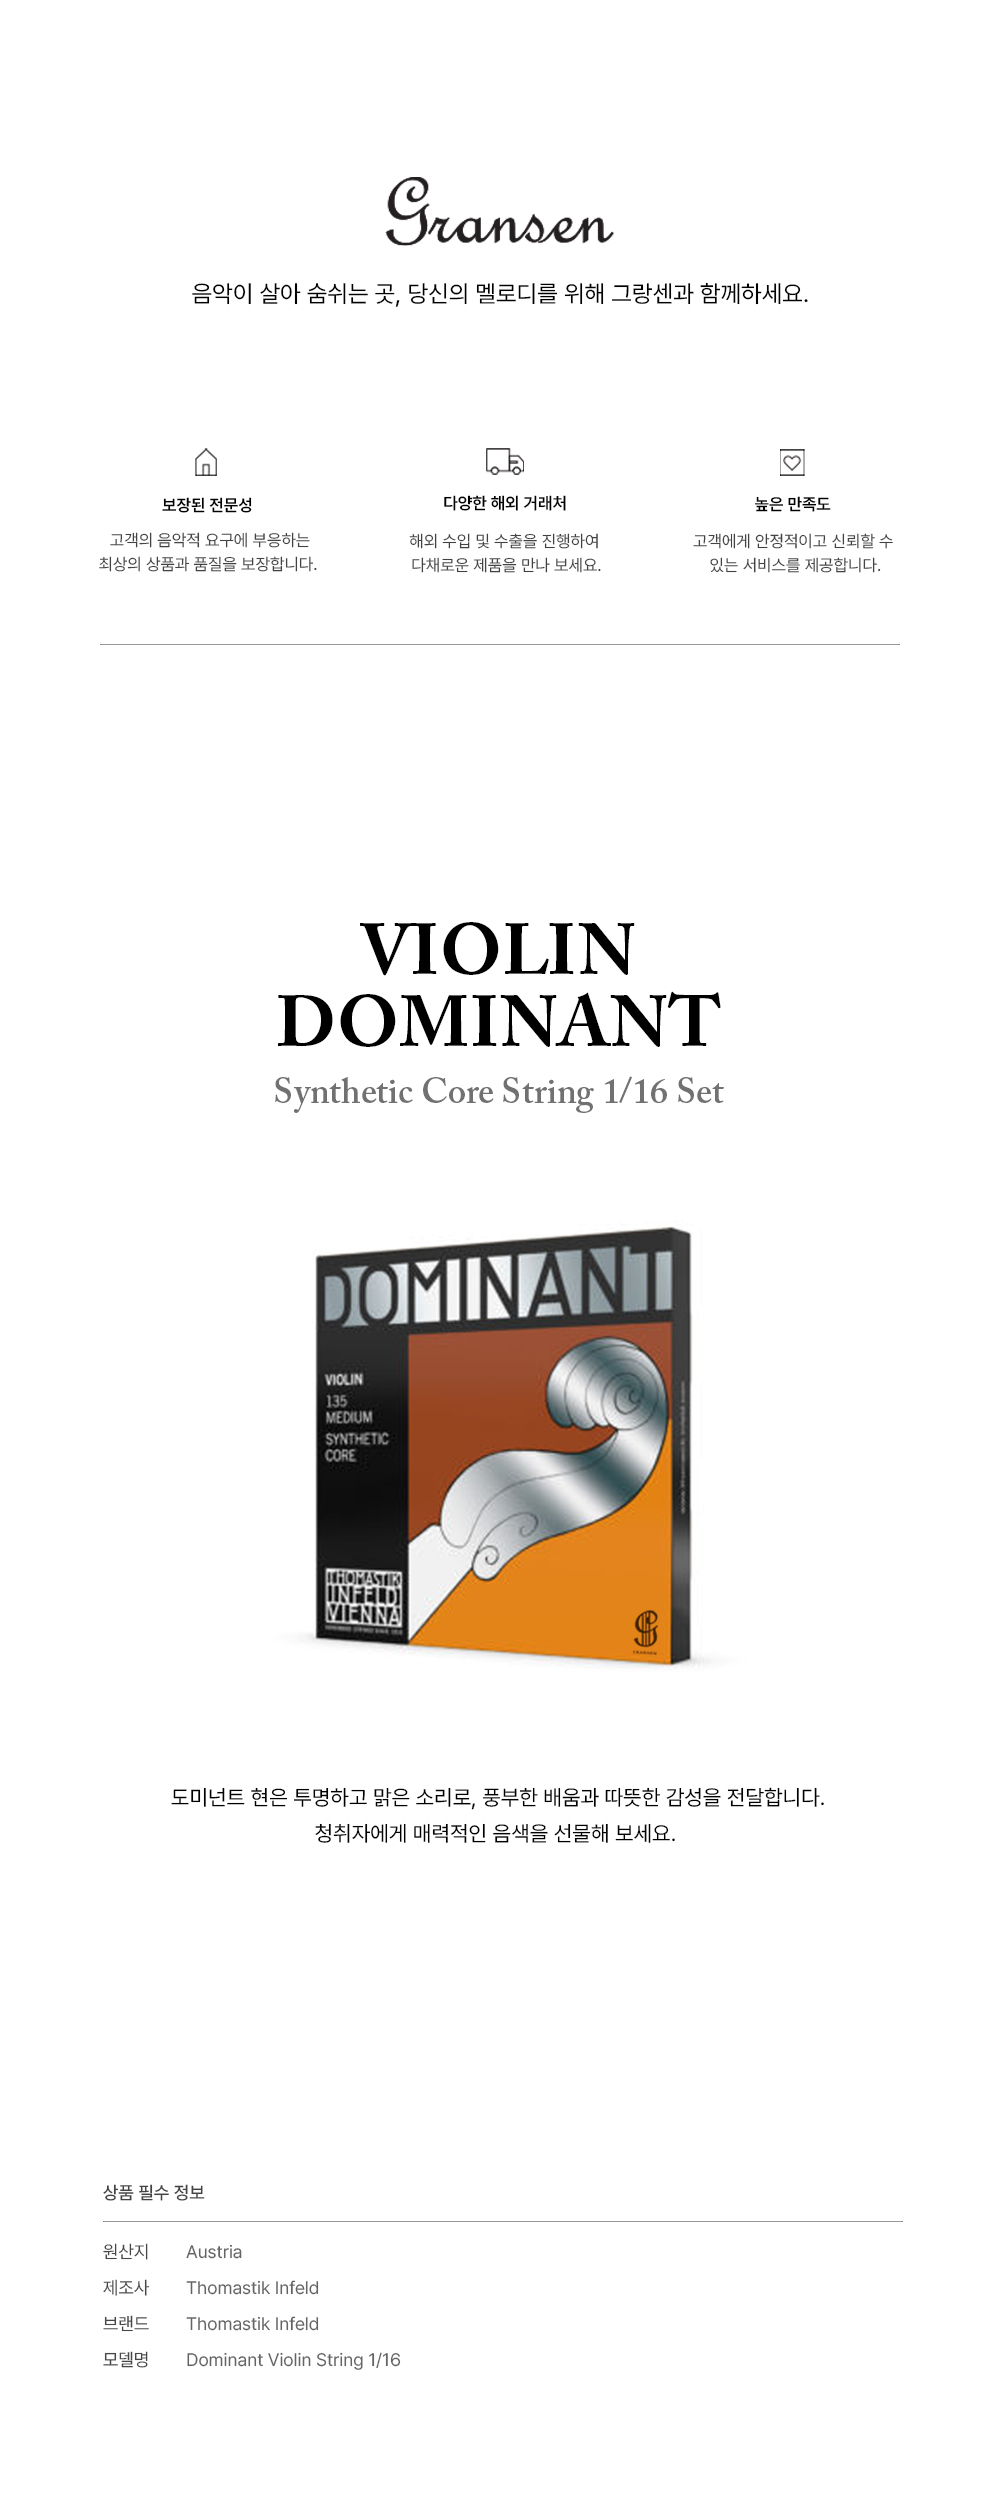 Gransen
음악이 살아 숨쉬는 곳, 당신의 멜로디를 위해 그랑센과 함께하세요.
보장된 전문성
고객의 음악적 요구에 부응하는
최상의 상품과 품질을 보장합니다.
다양한 해외 거래처
해외 수입 및 수출을 진행하여
다채로운 제품을 만나 보세요.
높은 만족도
고객에게 안정적이고 신뢰할 수
있는 서비스를 제공합니다.
VIOLIN
DOMINANT
Synthetic Core String 1/16 Set
DOMINANT
VIOLIN
135
MEDIUM
SYNTHETIC
CORE
THOMASTIK
INFELD
VIENNA
GRANSEN
도미넌트 현은 투명하고 맑은 소리로, 풍부한 배움과 따뜻한 감성을 전달합니다.
청취자에게 매력적인 음색을 선물해 보세요.
상품 필수 정보
원산지 Austria
제조사 Thomastik Infeld
브랜드 Thomastik Infeld
모델명 Dominant Violin String 1/16